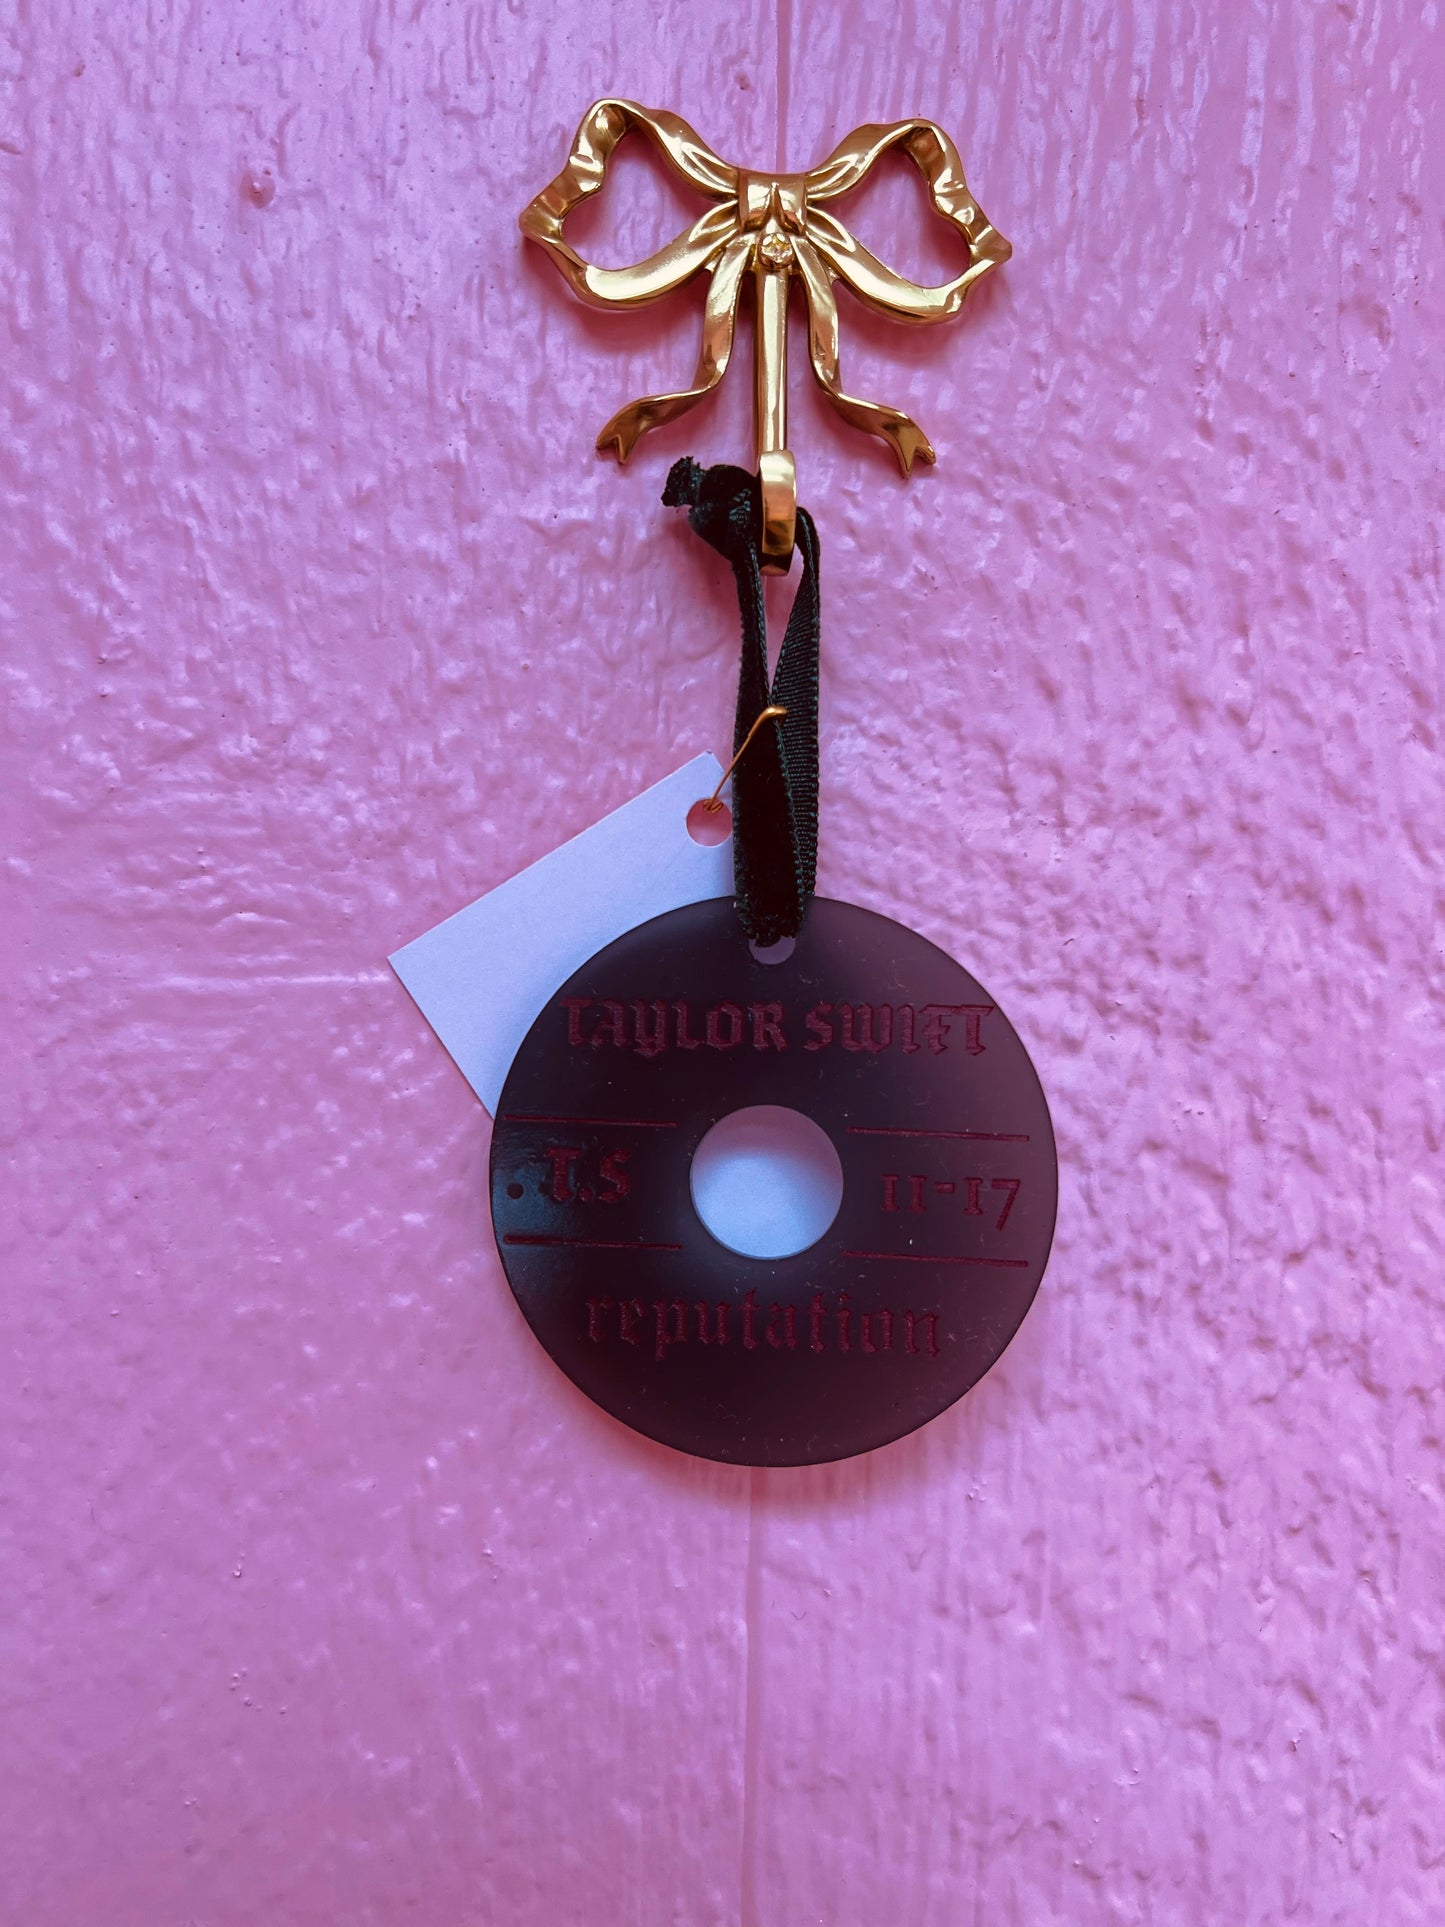 TAYLOR SWIFT
T.S 11-17
reputation